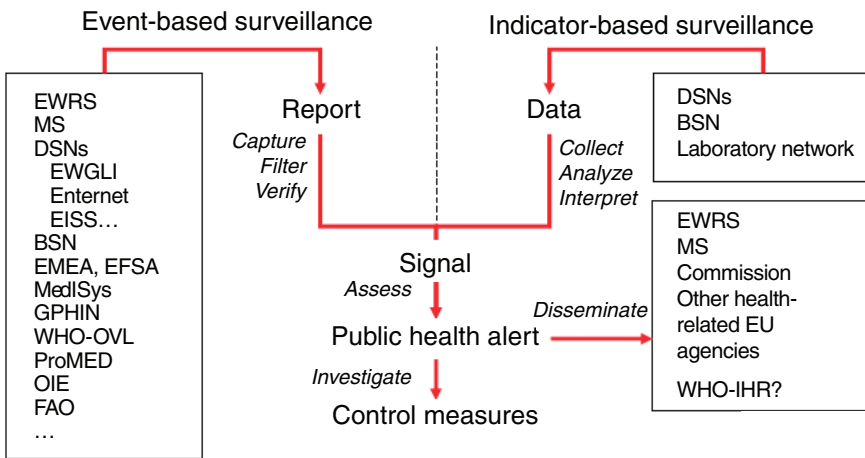 Event-based surveillance
Indicator-based surveillance
EWRS
MS
DSNs
EWGLI
Enternet
EISS…
BSN
EMEA, EFSA
MedISys
GPHIN
WHO-OVL
ProMED
OIE
FAO
…
Report
Capture
Filter
Verify
Data
Collect
Analyze
Interpret
DSNs
BSN
Laboratory network
Signal
Assess
Public health alert
Disseminate
Investigate
Control measures
EWRS
MS
Commission
Other health-
related EU
agencies
WHO-IHR?